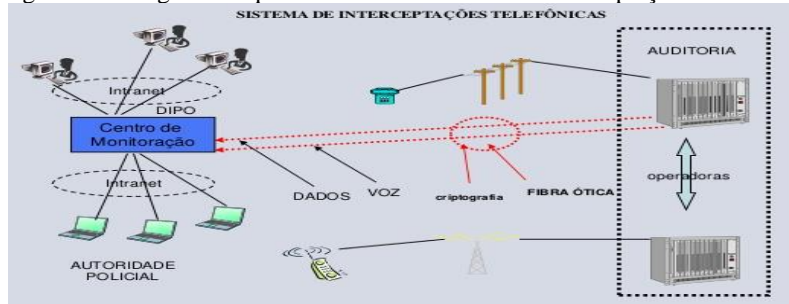 SISTEMA DE INTERCEPTAÇÕES TELEFÔNICAS
AUDITORIA
Intranet
DIPO
Centro de
Monitoração
Intranet
DADOS
VOZ
criptografia
FIBRA ÓTICA
operadoras
AUTORIDADE
POLICIAL